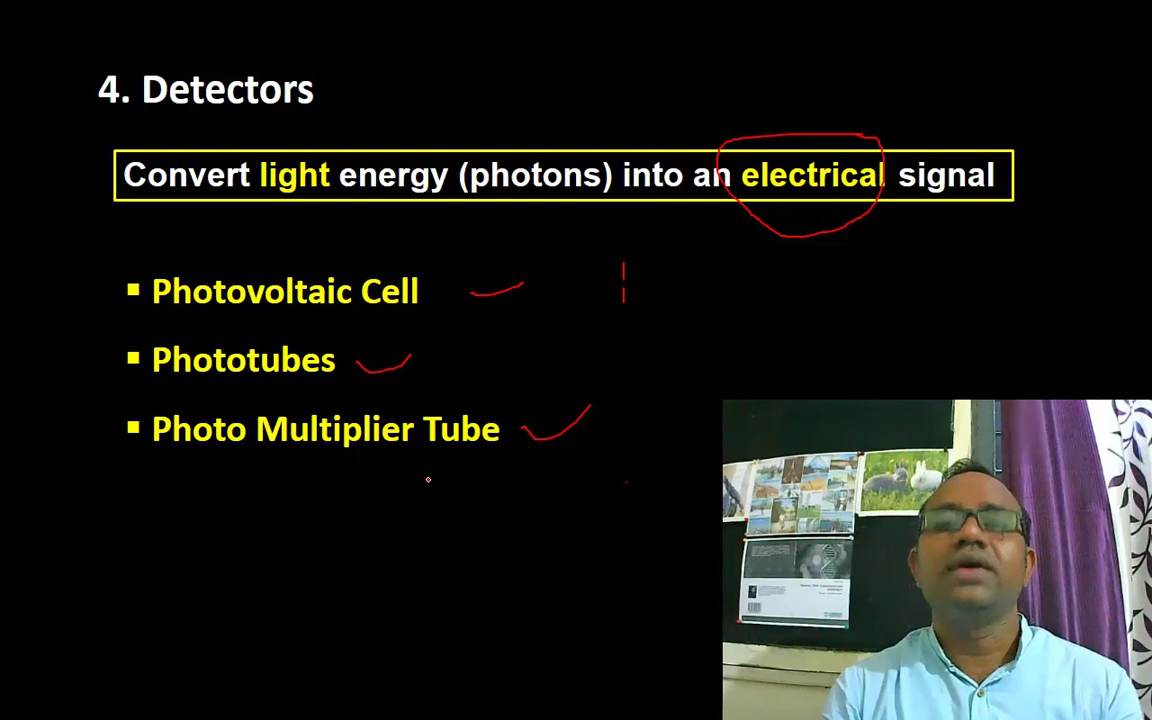 4. Detectors
Convert light energy (photons) into an electrical signal
▪ Photovoltaic Cell
▪ Phototubes
▪ Photo Multiplier Tube